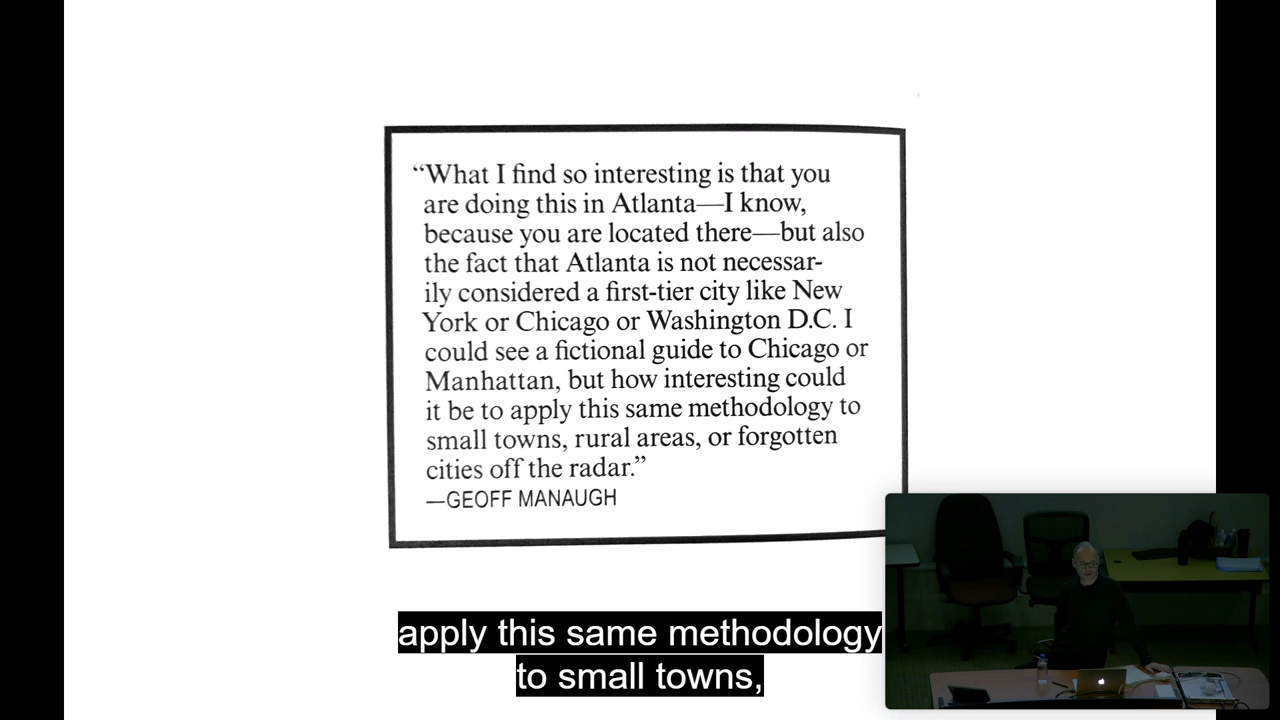 “What I find so interesting is that you
are doing this in Atlanta—I know,
because you are located there—but also
the fact that Atlanta is not necessar-
ily considered a first-tier city like New
York or Chicago or Washington D.C. I
could see a fictional guide to Chicago or
Manhattan, but how interesting could
it be to apply this same methodology to
small towns, rural areas, or forgotten
cities off the radar.”
—GEOFF MANAUGH
apply this same methodology
to small towns,